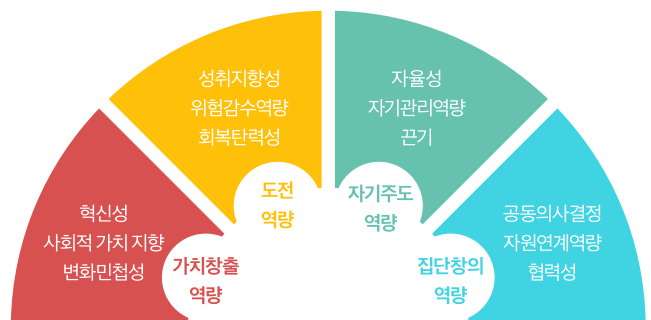 혁신성
사회적 가치 지향
변화민첩성
가치창출
역량
성취지향성
위험감수역량
회복탄력성
도전
역량
자율성
자기관리역량
끈기
자기주도
역량
공동의사결정
자원연계역량
협력성
집단창의
역량